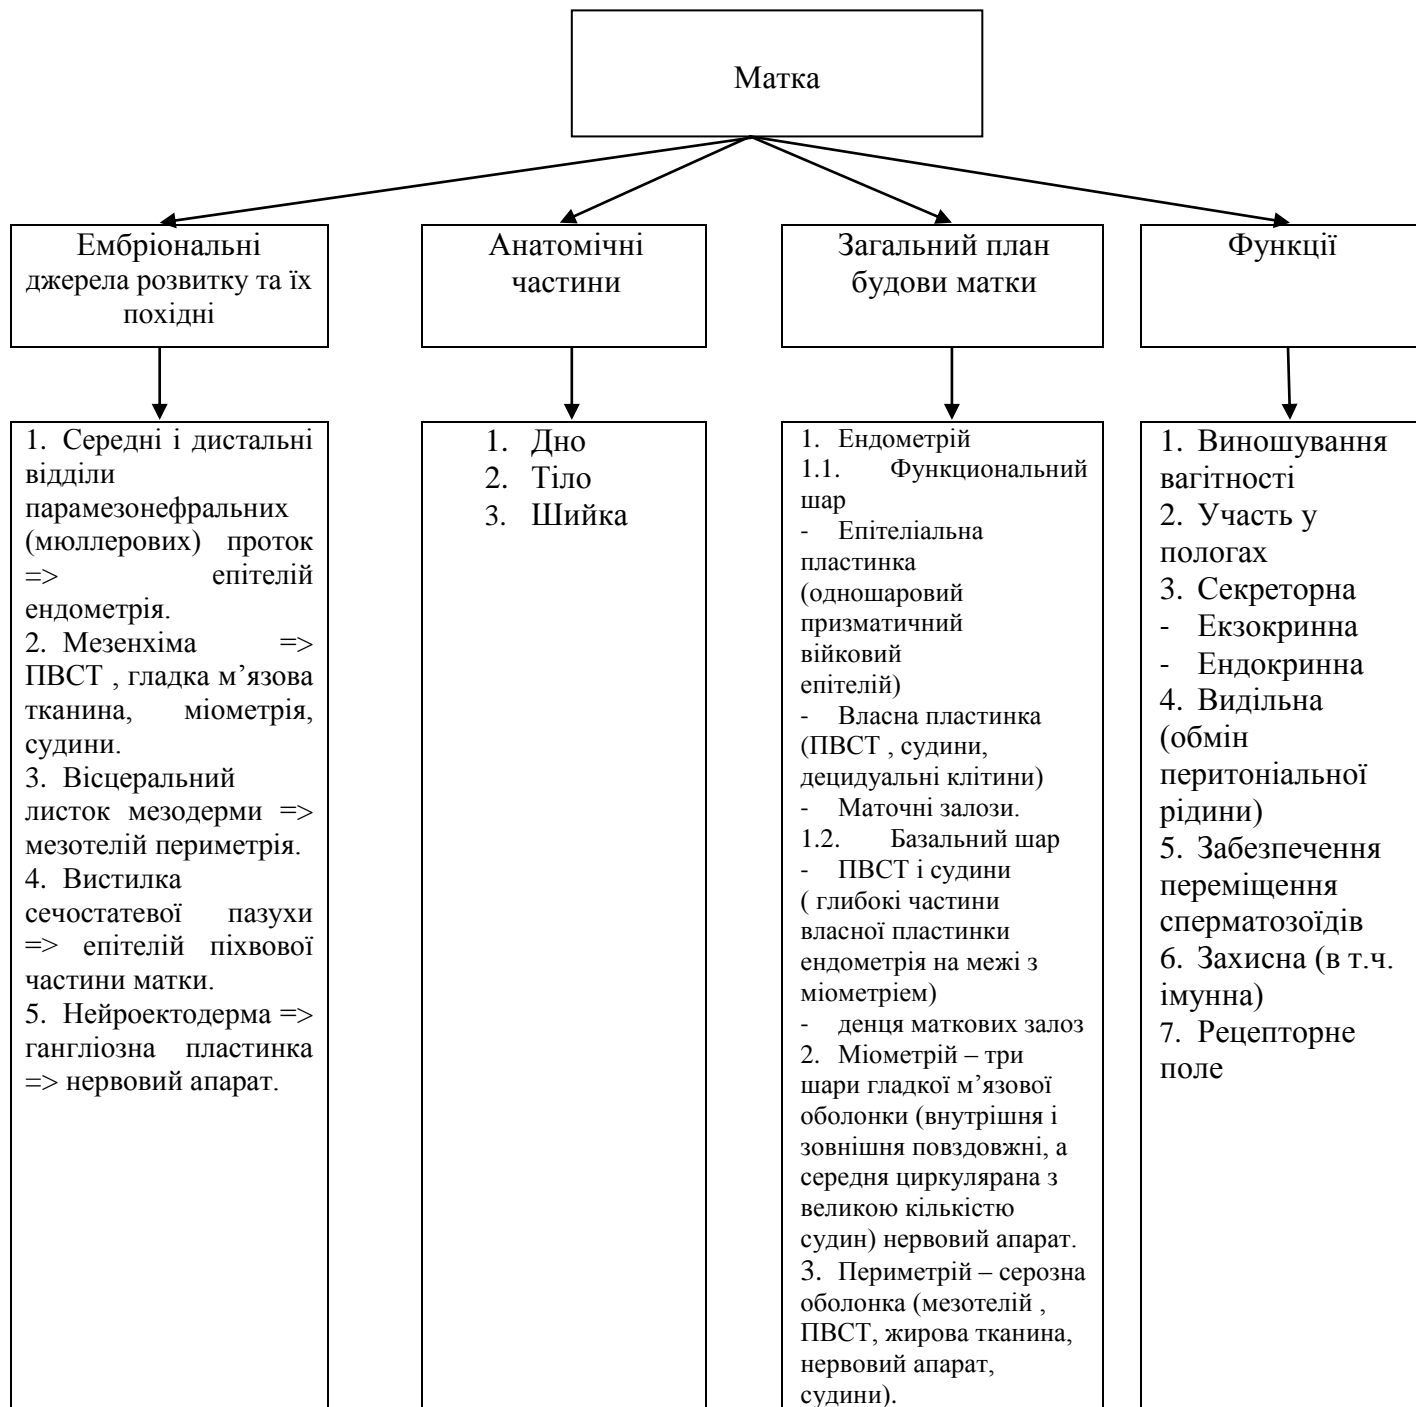 Матка
Ембріональні
джерела розвитку та їх
похідні
Анатомічні
частини
Загальний план
будови матки
Функції
1. Середні і дистальні
відділи
парамезонефральних
(мюллерових) проток
=> епітелій
ендометрія.
2. Мезенхіма =>
ПВСТ , гладка м’язова
тканина, міометрія,
судини.
3. Вісцеральний
листок мезодерми =>
мезотелій периметрія.
4. Вистилка
сечостатевої пазухи
=> епітелій піхвової
частини матки.
5. Нейроектодерма =>
гангліозна пластинка
=> нервовий апарат.
1. Дно
2. Тіло
3. Шийка
1. Ендометрій
1.1. Функциональний
шар
- Епітеліальна
пластинка
(одношаровий
призматичний
війковий
епітелій)
- Власна пластинка
(ПВСТ , судини,
децидуальні клітини)
- Маточні залози.
1.2. Базальний шар
- ПВСТ і судини
( глибокі частини
власної пластинки
ендометрія на межі з
міометріем)
- денця маткових залоз
2. Міометрій – три
шари гладкої м’язової
оболонки (внутрішня і
зовнішня повздовжні, а
середня циркулярана з
великою кількістю
судин) нервовий апарат.
3. Периметрій – серозна
оболонка (мезотелій ,
ПВСТ, жирова тканина,
нервовий апарат,
судини).
1. Виношування
вагітності
2. Участь у
пологах
3. Секреторна
- Екзокринна
- Ендокринна
4. Видільна
(обмін
перитоніальної
рідини)
5. Забезпечення
переміщення
сперматозоїдів
6. Захисна (в т.ч.
імунна)
7. Рецепторне
поле